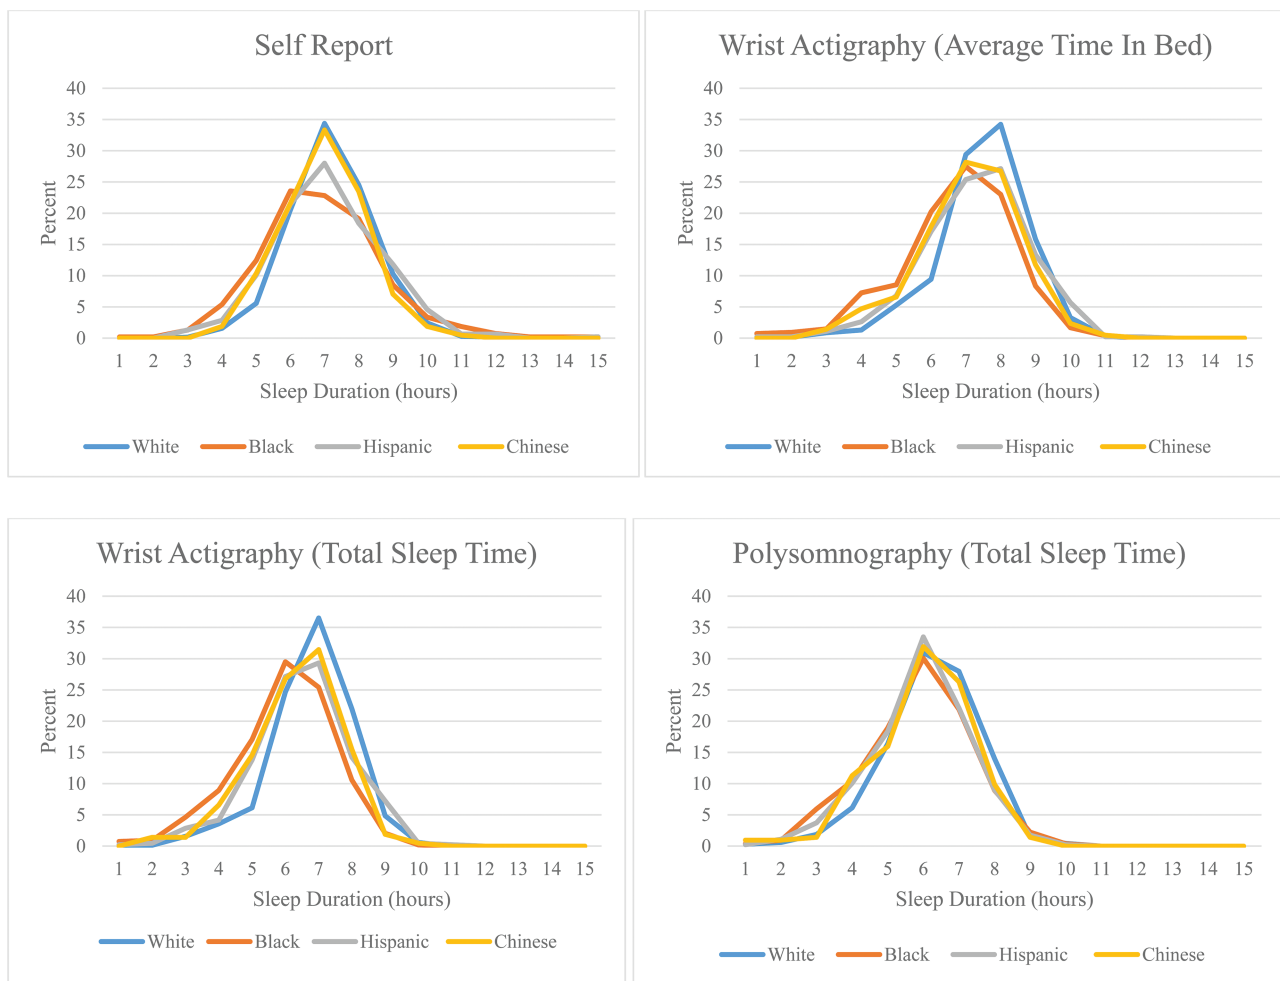 Self Report
40
35
30
25
20
15
10
5
0
Percent
1 2 3 4 5 6 7 8 9 10 11 12 13 14 15
Sleep Duration (hours)
White Black Hispanic Chinese
Wrist Actigraphy (Average Time In Bed)
40
35
30
25
20
15
10
5
0
Percent
1 2 3 4 5 6 7 8 9 10 11 12 13 14 15
Sleep Duration (hours)
White Black Hispanic Chinese
Wrist Actigraphy (Total Sleep Time)
40
35
30
25
20
15
10
5
0
Percent
1 2 3 4 5 6 7 8 9 10 11 12 13 14 15
Sleep Duration (hours)
White Black Hispanic Chinese
Polysomnography (Total Sleep Time)
40
35
30
25
20
15
10
5
0
Percent
1 2 3 4 5 6 7 8 9 10 11 12 13 14 15
Sleep Duration (hours)
White Black Hispanic Chinese